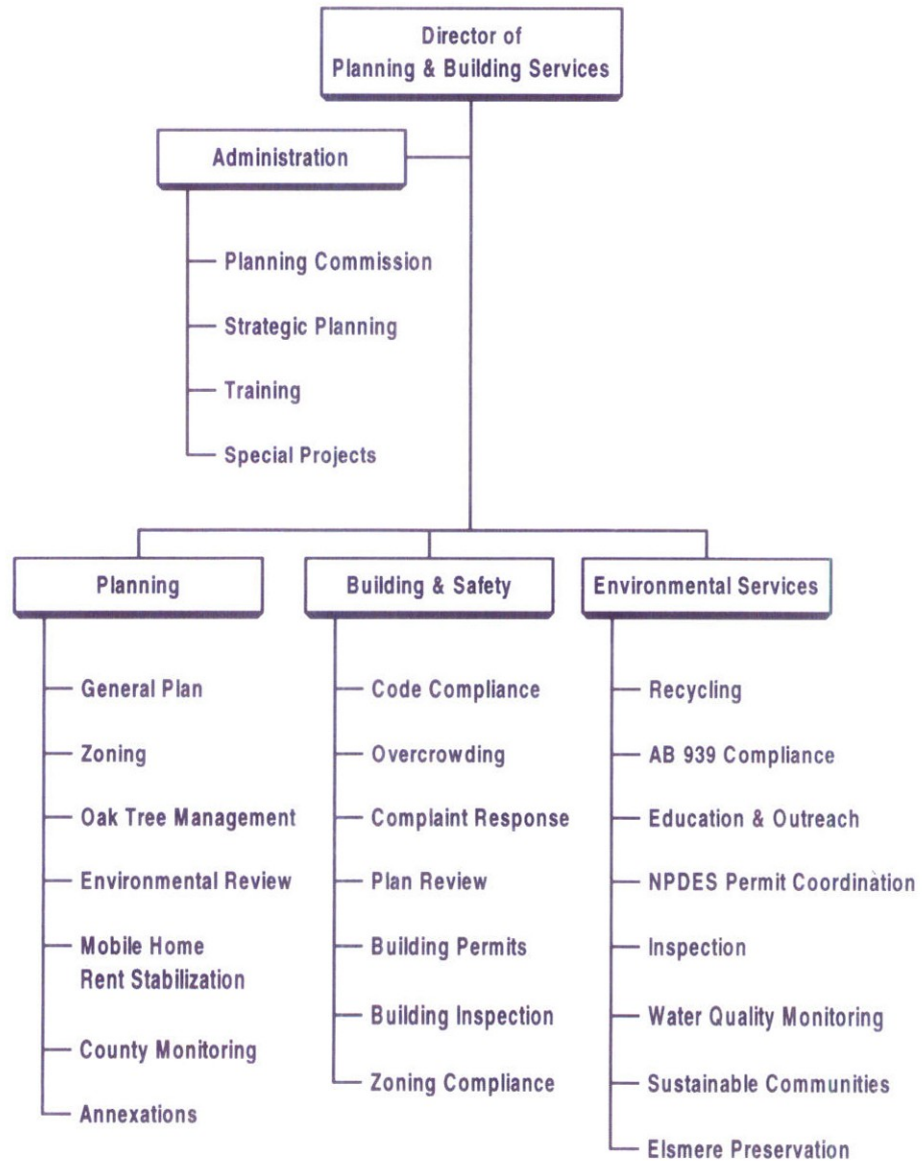 Director of
Planning & Building Services
Administration
Planning Commission
Strategic Planning
Training
Special Projects
Planning
General Plan
Zoning
Oak Tree Management
Environmental Review
Mobile Home
Rent Stabilization
County Monitoring
Annexations
Building & Safety
Code Compliance
Overcrowding
Complaint Response
Plan Review
Building Permits
Building Inspection
Zoning Compliance
Environmental Services
Recycling
AB 939 Compliance
Education & Outreach
NPDES Permit Coordination
Inspection
Water Quality Monitoring
Sustainable Communities
Elsmere Preservation